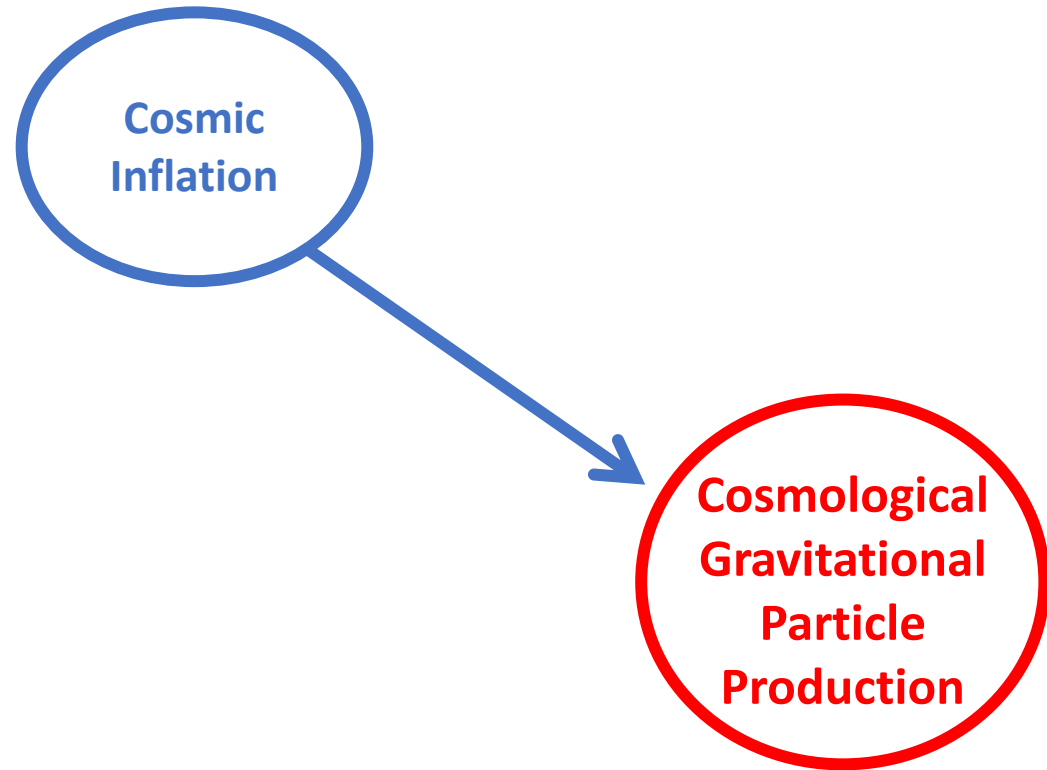 Cosmic
Inflation
Cosmological
Gravitational
Particle
Production